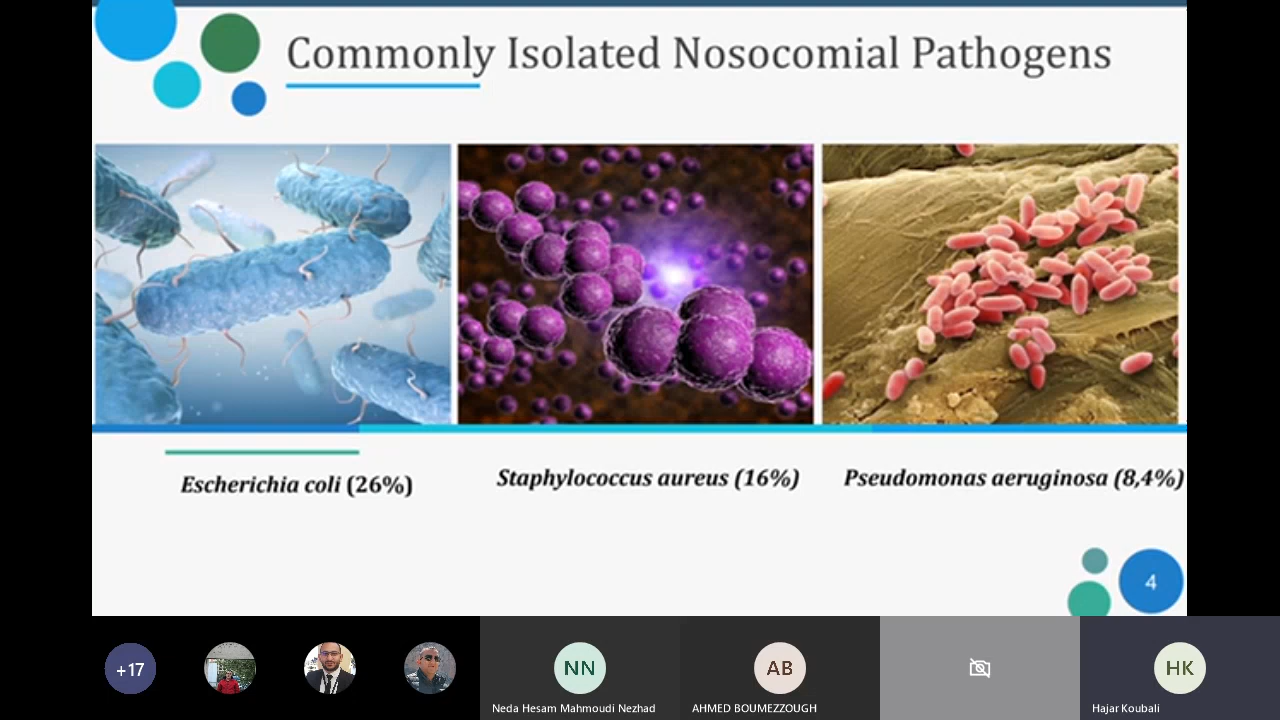 Commonly Isolated Nosocomial Pathogens
Escherichia coli (26%)
Staphylococcus aureus (16%)
Pseudomonas aeruginosa (8,4%)
4
+17
NN
AB
HK
Neda Hesam Mahmoudi Nezhad
AHMED BOUMEZZOUGH
Hajar Koubali